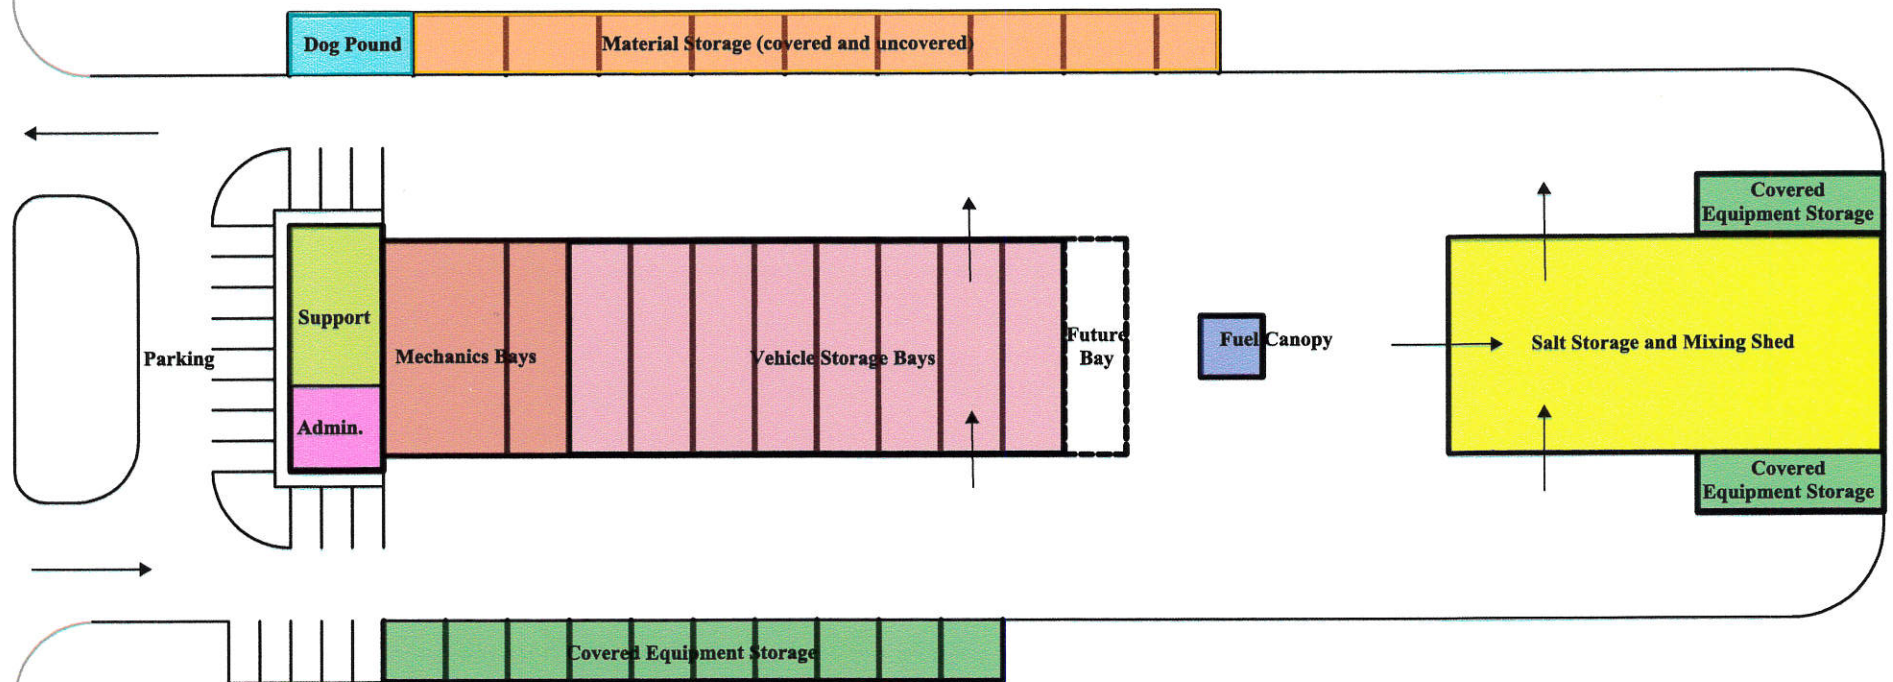 Dog Pound
Material Storage (covered and uncovered)
Covered
Equipment Storage
Support
Parking
Mechanics Bays
Vehicle Storage Bays
Future
Bay
Fuel Canopy
Salt Storage and Mixing Shed
Admin.
Covered
Equipment Storage
Covered Equipment Storage